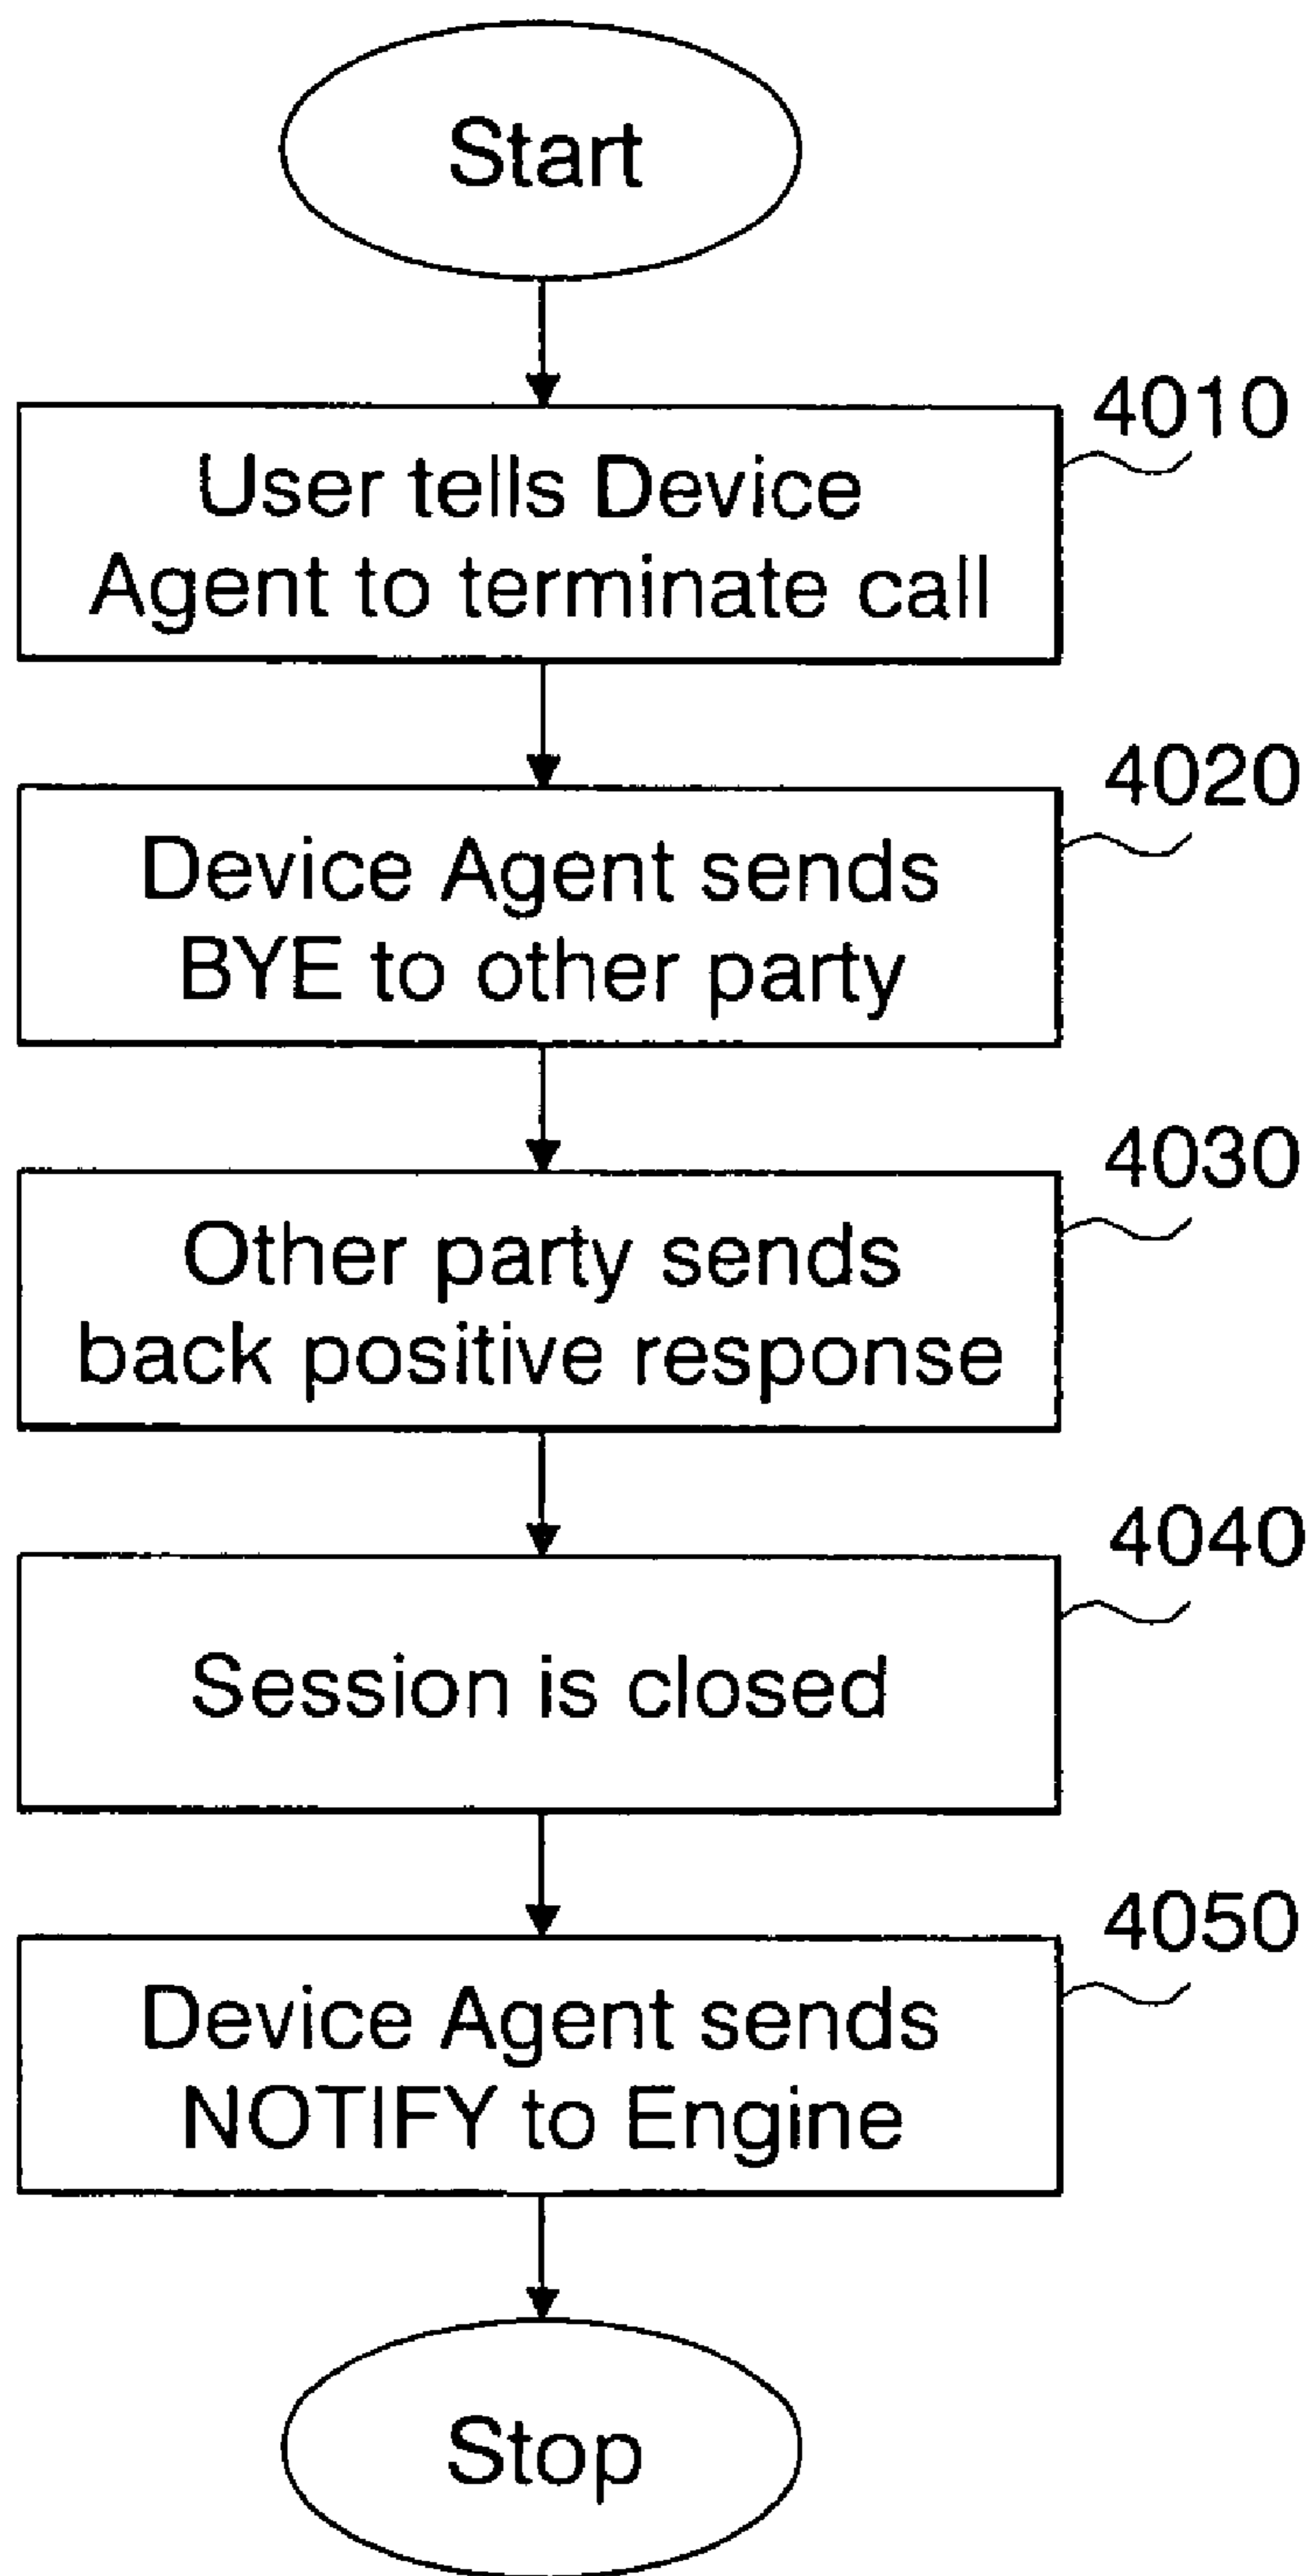 Start
4010
User tells Device
Agent to terminate call
4020
Device Agent sends
BYE to other party
4030
Other party sends
back positive response
4040
Session is closed
4050
Device Agent sends
NOTIFY to Engine
Stop